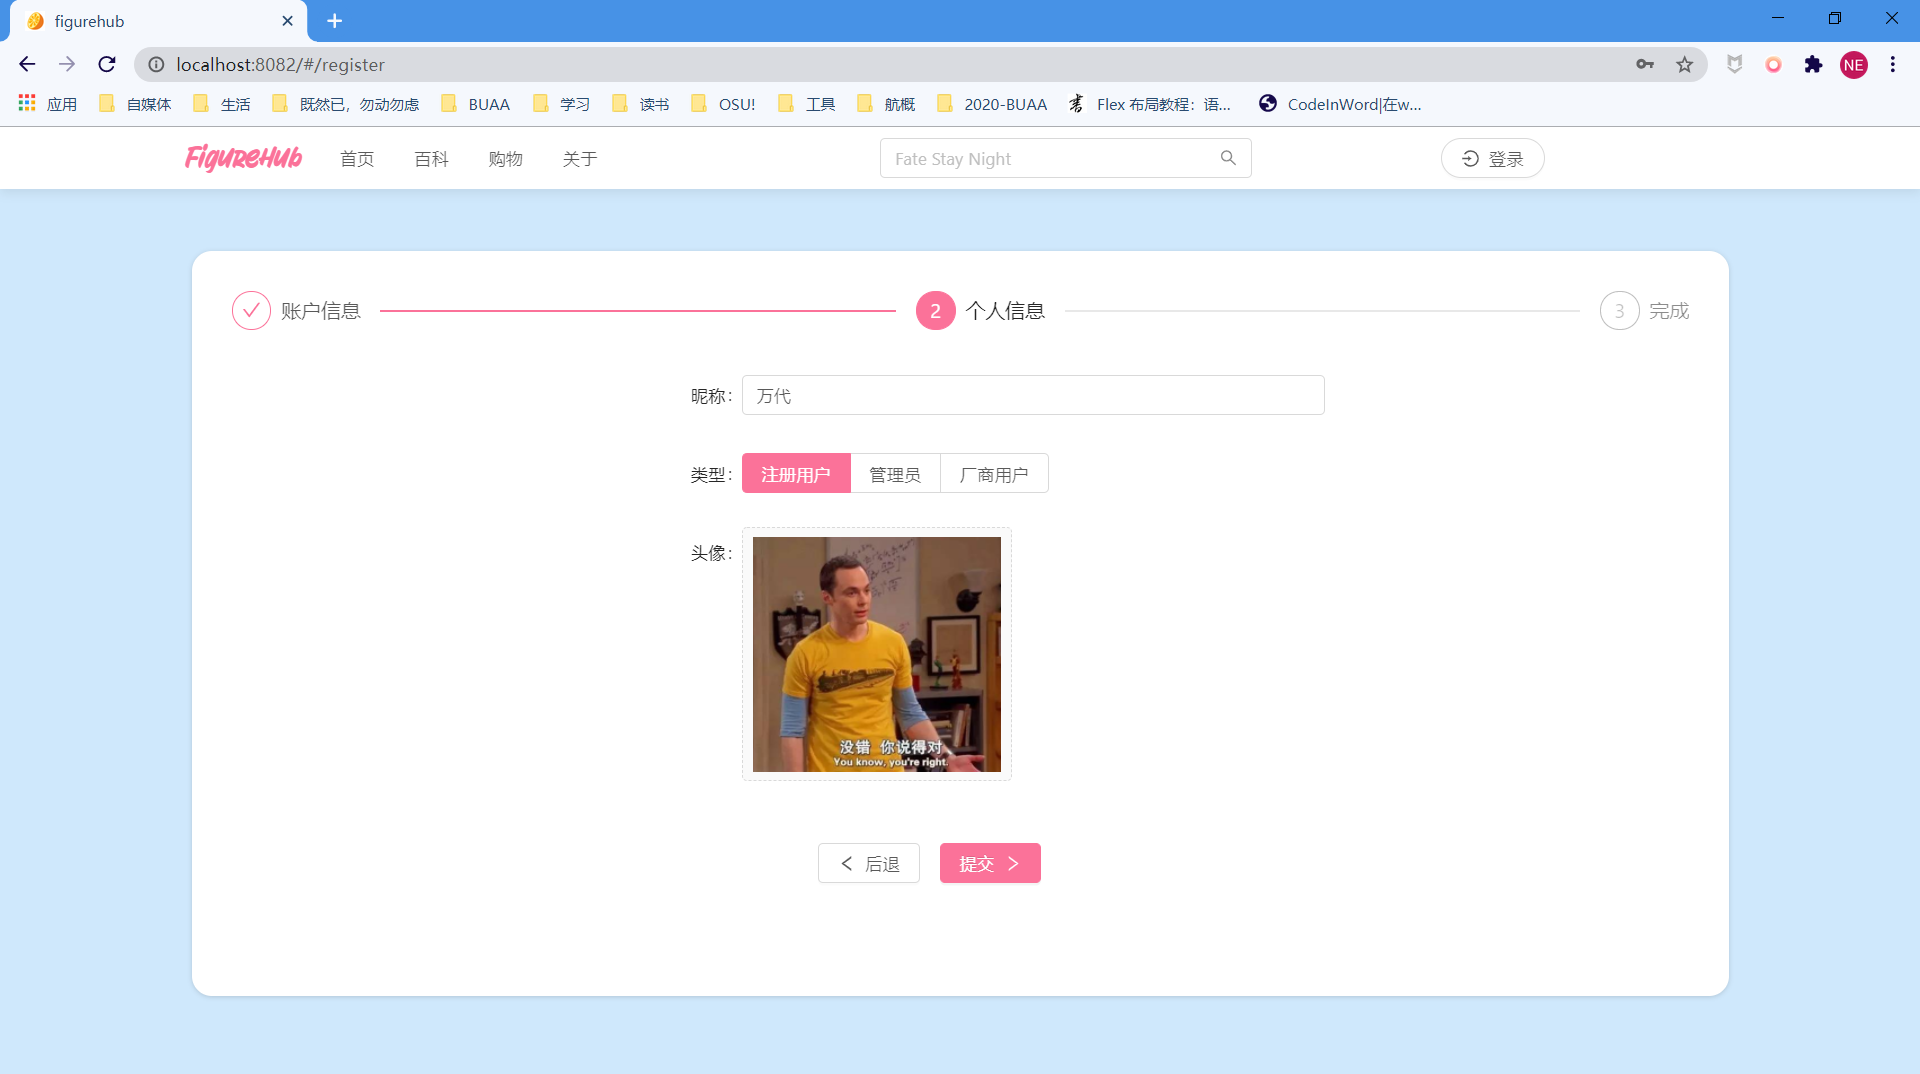 figurehub
localhost:8082/#/register
NE
应用 自媒体 生活 既然已，勿动勿虑 BUAA 学习 读书 OSU! 工具 航概 2020-BUAA Flex 布局教程：语... CodeInWord|在w...
FigureHub 首页 百科 购物 关于 Fate Stay Night 登录
账户信息 2 个人信息 3 完成
昵称： 万代
类型： 注册用户 管理员 厂商用户
头像：
没错 你说得对
You know, you're right.
后退 提交